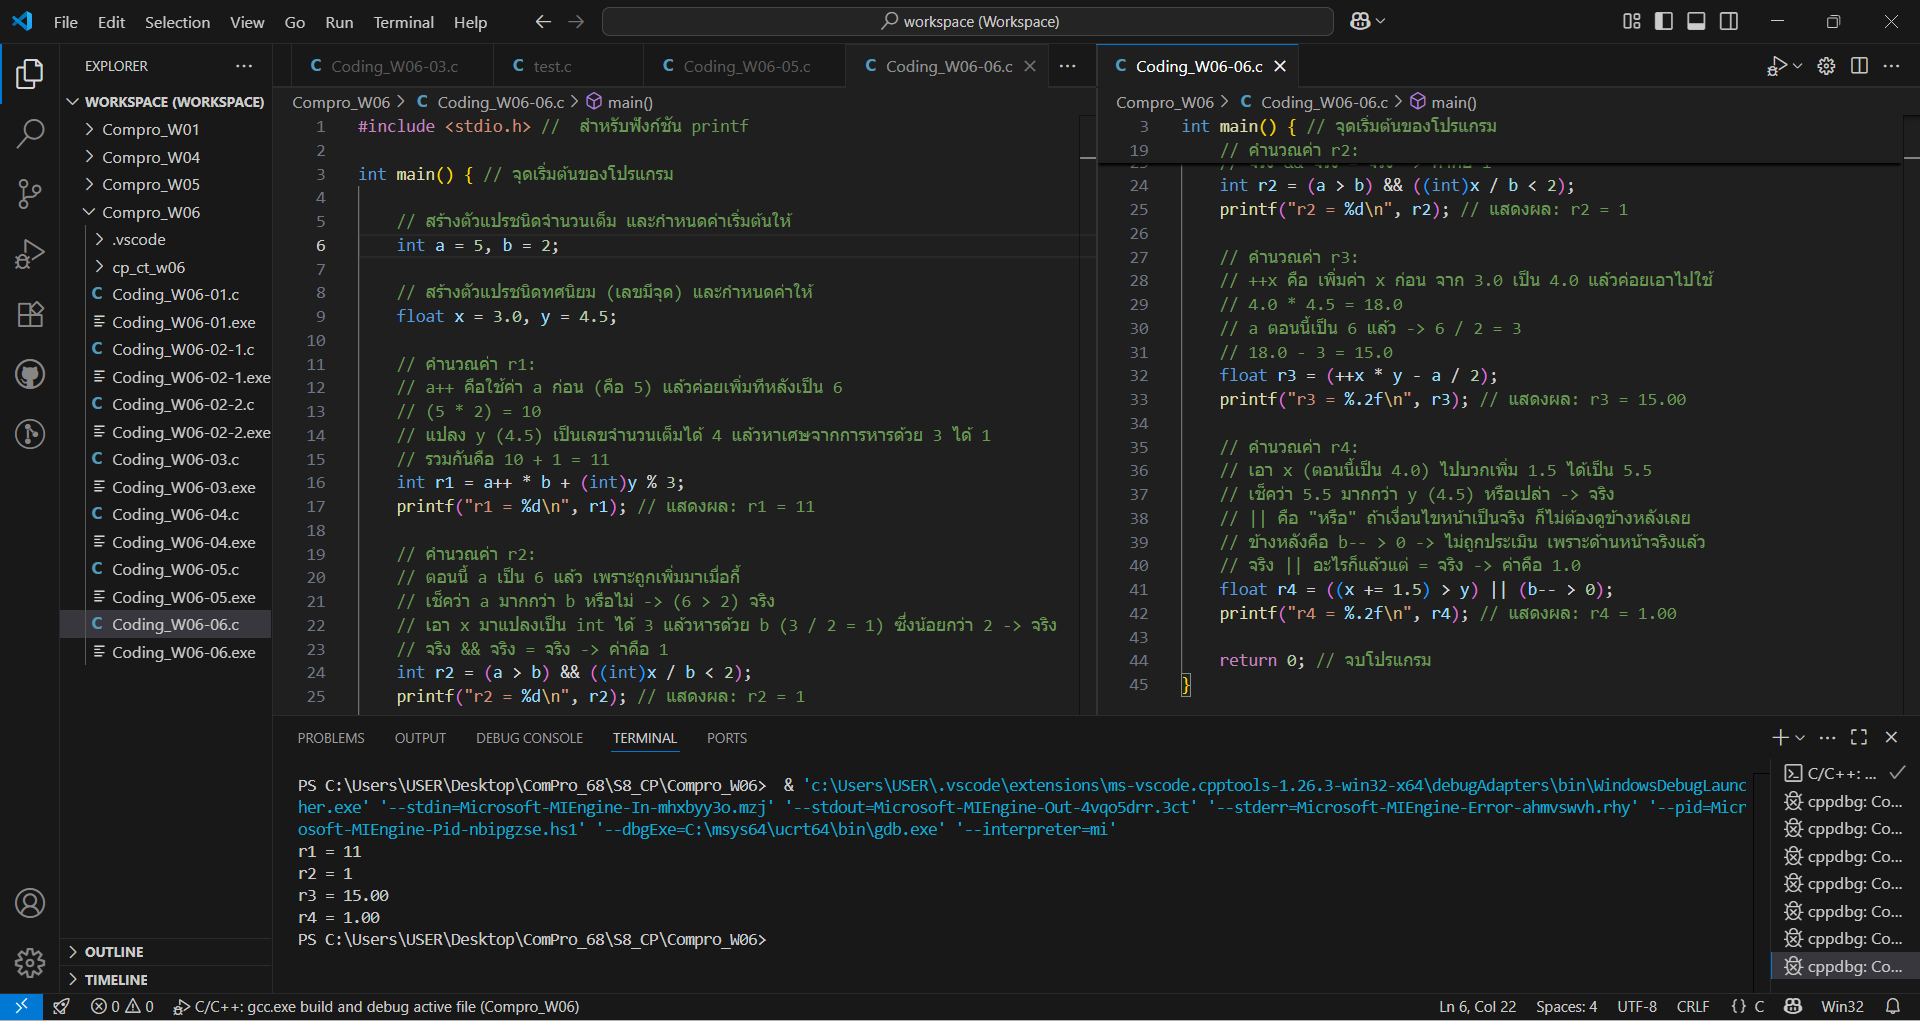 File Edit Selection View Go Run Terminal Help
workspace (Workspace)
EXPLORER
WORKSPACE (WORKSPACE)
Compro_W01
Compro_W04
Compro_W05
Compro_W06
.vscode
cp_ct_w06
Coding_W06-01.c
Coding_W06-01.exe
Coding_W06-02-1.c
Coding_W06-02-1.exe
Coding_W06-02-2.c
Coding_W06-02-2.exe
Coding_W06-03.c
Coding_W06-03.exe
Coding_W06-04.c
Coding_W06-04.exe
Coding_W06-05.c
Coding_W06-05.exe
Coding_W06-06.c
Coding_W06-06.exe
OUTLINE
TIMELINE
Coding_W06-03.c test.c Coding_W06-05.c Coding_W06-06.c
Compro_W06 > C Coding_W06-06.c > main()
1 #include <stdio.h> //  สำหรับฟังก์ชัน printf
2
3 int main() { // จุดเริ่มต้นของโปรแกรม
4
5 // สร้างตัวแปรชนิดจำนวนเต็ม และกำหนดค่าเริ่มต้นให้
6 int a = 5, b = 2;
7
8 // สร้างตัวแปรชนิดทศนิยม (เลขมีจุด) และกำหนดค่าให้
9 float x = 3.0, y = 4.5;
10
11 // คำนวณค่า r1:
12 // a++ คือใช้ค่า a ก่อน (คือ 5) แล้วค่อยเพิ่มทีหลังเป็น 6
13 // (5 * 2) = 10
14 // แปลง y (4.5) เป็นเลขจำนวนเต็มได้ 4 แล้วหาเศษจากการหารด้วย 3 ได้ 1
15 // รวมกันคือ 10 + 1 = 11
16 int r1 = a++ * b + (int)y % 3;
17 printf("r1 = %d\n", r1); // แสดงผล: r1 = 11
18
19 // คำนวณค่า r2:
20 // ตอนนี้ a เป็น 6 แล้ว เพราะถูกเพิ่มมาเมื่อกี้
21 // เช็คว่า a มากกว่า b หรือไม่ -> (6 > 2) จริง
22 // เอา x มาแปลงเป็น int ได้ 3 แล้วหารด้วย b (3 / 2 = 1) ซึ่งน้อยกว่า 2 -> จริง
23 // จริง && จริง = จริง -> ค่าคือ 1
24 int r2 = (a > b) && ((int)x / b < 2);
25 printf("r2 = %d\n", r2); // แสดงผล: r2 = 1
Coding_W06-06.c
Compro_W06 > C Coding_W06-06.c > main()
3 int main() { // จุดเริ่มต้นของโปรแกรม
19 // คำนวณค่า r2:
24 int r2 = (a > b) && ((int)x / b < 2);
25 printf("r2 = %d\n", r2); // แสดงผล: r2 = 1
26
27 // คำนวณค่า r3:
28 // ++x คือ เพิ่มค่า x ก่อน จาก 3.0 เป็น 4.0 แล้วค่อยเอาไปใช้
29 // 4.0 * 4.5 = 18.0
30 // a ตอนนี้เป็น 6 แล้ว -> 6 / 2 = 3
31 // 18.0 - 3 = 15.0
32 float r3 = (++x * y - a / 2);
33 printf("r3 = %.2f\n", r3); // แสดงผล: r3 = 15.00
34
35 // คำนวณค่า r4:
36 // เอา x (ตอนนี้เป็น 4.0) ไปบวกเพิ่ม 1.5 ได้เป็น 5.5
37 // เช็คว่า 5.5 มากกว่า y (4.5) หรือเปล่า -> จริง
38 // || คือ "หรือ" ถ้าเงื่อนไขหน้าเป็นจริง ก็ไม่ต้องดูข้างหลังเลย
39 // ข้างหลังคือ b-- > 0 -> ไม่ถูกประเมิน เพราะด้านหน้าจริงแล้ว
40 // จริง || อะไรก็แล้วแต่ = จริง -> ค่าคือ 1.0
41 float r4 = ((x += 1.5) > y) || (b-- > 0);
42 printf("r4 = %.2f\n", r4); // แสดงผล: r4 = 1.00
43
44 return 0; // จบโปรแกรม
45 }
PROBLEMS OUTPUT DEBUG CONSOLE TERMINAL PORTS
PS C:\Users\USER\Desktop\ComPro_68\S8_CP\Compro_W06>  & 'c:\Users\USER\.vscode\extensions\ms-vscode.cpptools-1.26.3-win32-x64\debugAdapters\bin\WindowsDebugLaunc
her.exe' '--stdin=Microsoft-MIEngine-In-mhxbyy3o.mzj' '--stdout=Microsoft-MIEngine-Out-4vqo5drr.3ct' '--stderr=Microsoft-MIEngine-Error-ahmvswvh.rhy' '--pid=Micr
osoft-MIEngine-Pid-nbipgzse.hs1' '--dbgExe=C:\msys64\ucrt64\bin\gdb.exe' '--interpreter=mi'
r1 = 11
r2 = 1
r3 = 15.00
r4 = 1.00
PS C:\Users\USER\Desktop\ComPro_68\S8_CP\Compro_W06>
C/C++: ...
cppdbg: Co...
cppdbg: Co...
cppdbg: Co...
cppdbg: Co...
cppdbg: Co...
cppdbg: Co...
cppdbg: Co...
0 0 C/C++: gcc.exe build and debug active file (Compro_W06)
Ln 6, Col 22 Spaces: 4 UTF-8 CRLF {} C Win32